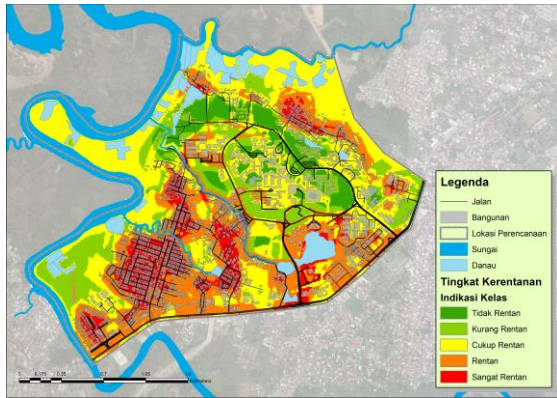 Legenda
Jalan
Bangunan
Lokasi Perencanaan
Sungai
Danau
Tingkat Kerentanan
Indikasi Kelas
Tidak Rentan
Kurang Rentan
Cukup Rentan
Rentan
Sangat Rentan
0